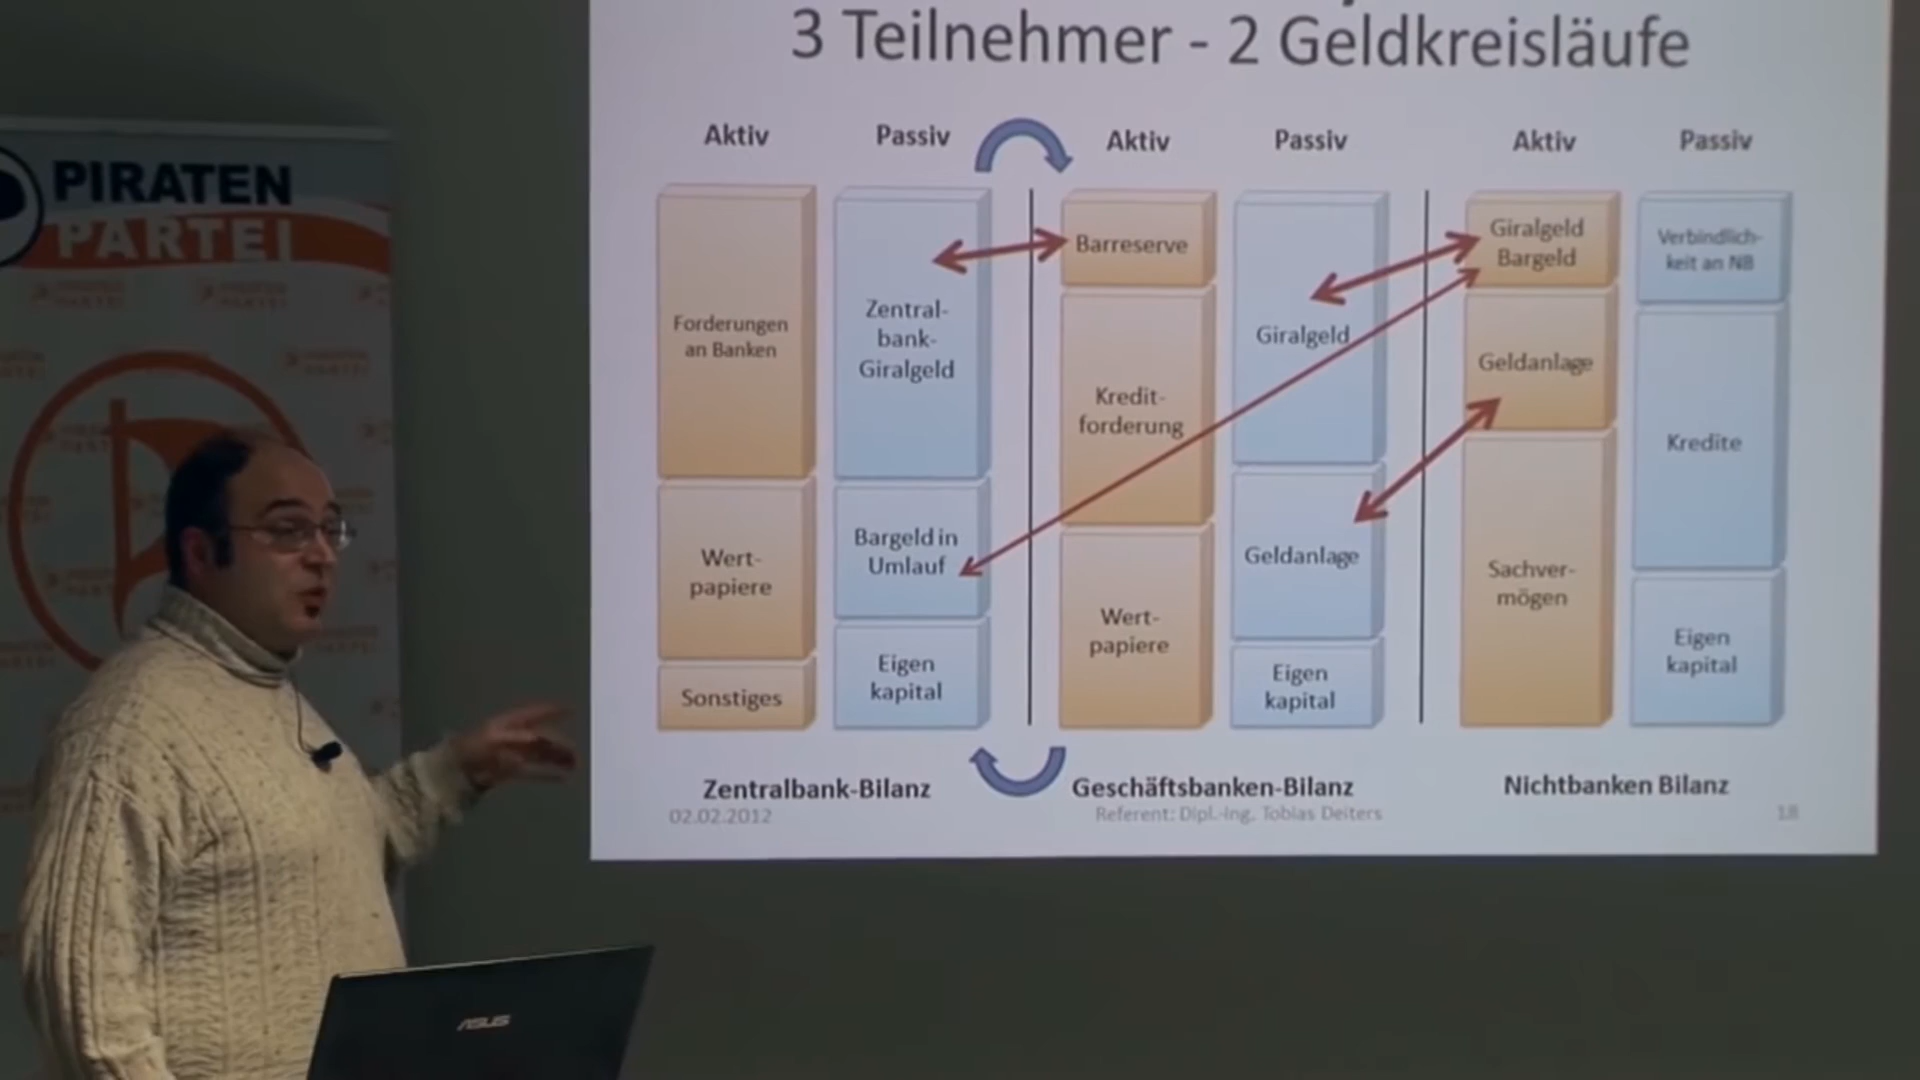 3 Teilnehmer - 2 Geldkreisläufe
Aktiv
Passiv
Aktiv
Passiv
Aktiv
Passiv
Forderungen
an Banken
Wert-
papiere
Sonstiges
Zentral-
bank-
Giralgeld
Bargeld in
Umlauf
Eigen
kapital
Barreserve
Kredit-
forderung
Wert-
papiere
Giralgeld
Geldanlage
Eigen
kapital
Giralgeld
Bargeld
Geldanlage
Sachver-
mögen
Verbindlich-
keit an NB
Kredite
Eigen
kapital
Zentralbank-Bilanz
Geschäftsbanken-Bilanz
Nichtbanken Bilanz
02.02.2012
Referent: Dipl.-Ing. Tobias Deiters
18
PIRATEN
PARTEI
ASUS